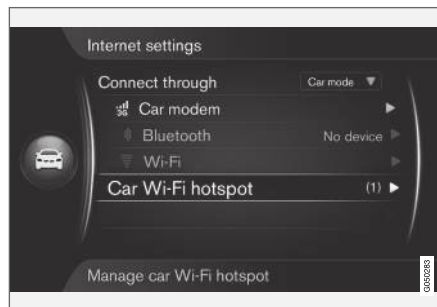 Internet settings
Connect through Car mode
3G Car modem
Bluetooth No device
Wi-Fi
Car Wi-Fi hotspot (1)
Manage car Wi-Fi hotspot
G050283